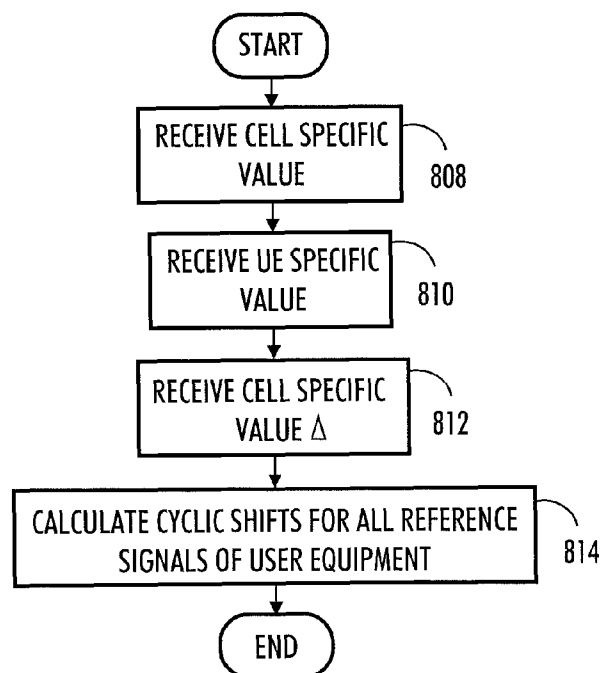 START
RECEIVE CELL SPECIFIC
VALUE
808
RECEIVE UE SPECIFIC
VALUE
810
RECEIVE CELL SPECIFIC
VALUE Δ
812
CALCULATE CYCLIC SHIFTS FOR ALL REFERENCE
SIGNALS OF USER EQUIPMENT
814
END